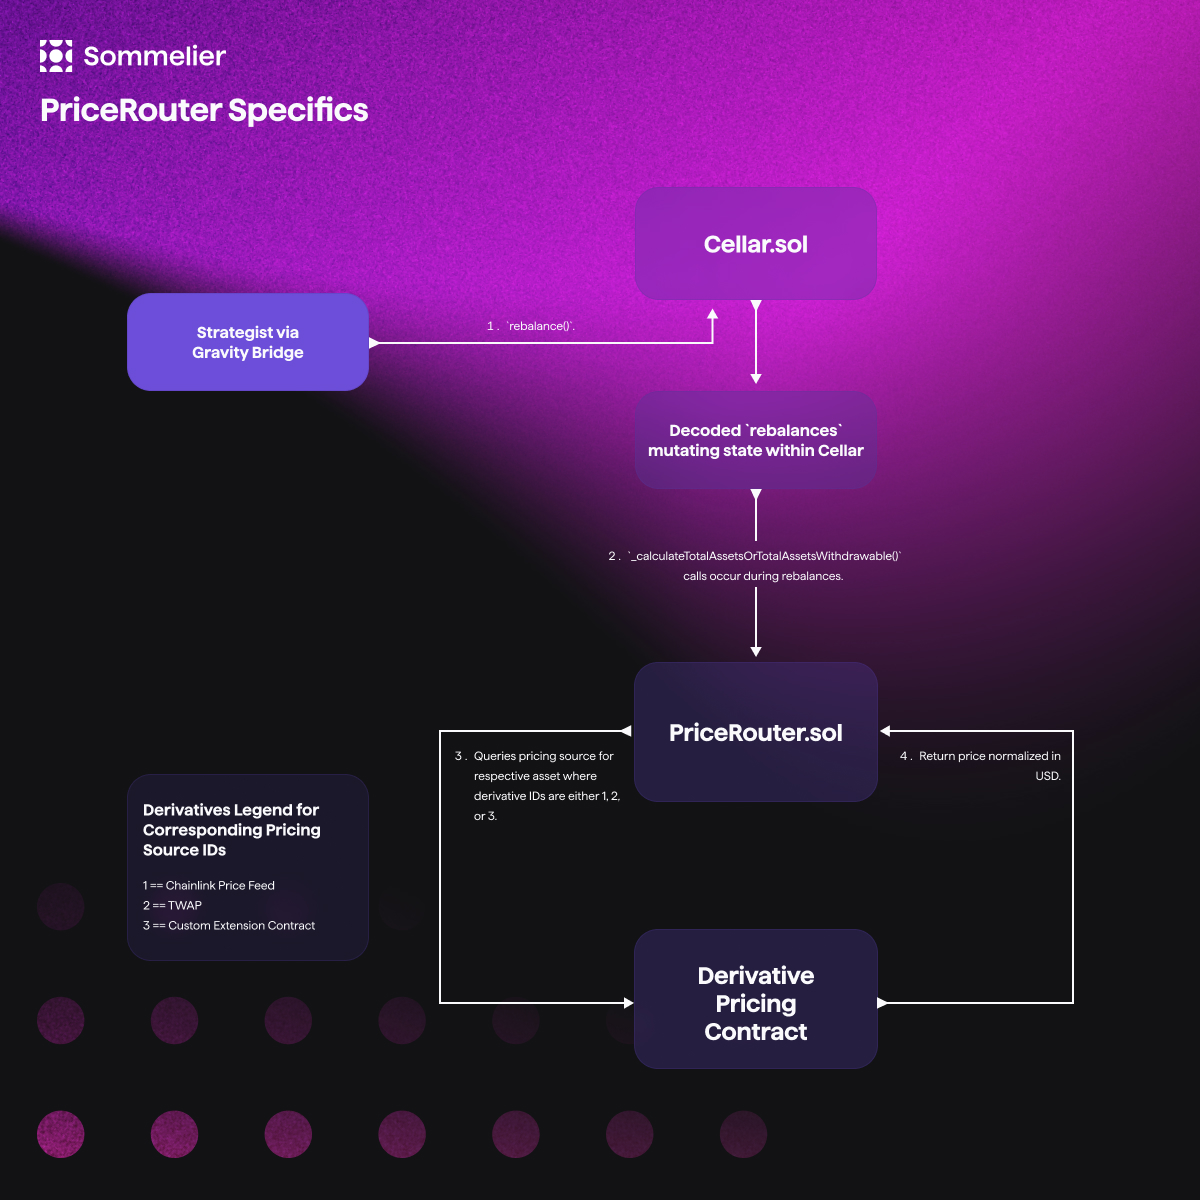 Sommelier
PriceRouter Specifics
Cellar.sol
Strategist via
Gravity Bridge
1. `rebalance()`.
Decoded `rebalances`
mutating state within Cellar
2. `_calculateTotalAssetsOrTotalAssetsWithdrawable()`
calls occur during rebalances.
PriceRouter.sol
3. Queries pricing source for
respective asset where
derivative IDs are either 1, 2,
or 3.
4. Return price normalized in
USD.
Derivatives Legend for
Corresponding Pricing
Source IDs
1 == Chainlink Price Feed
2 == TWAP
3 == Custom Extension Contract
Derivative
Pricing
Contract